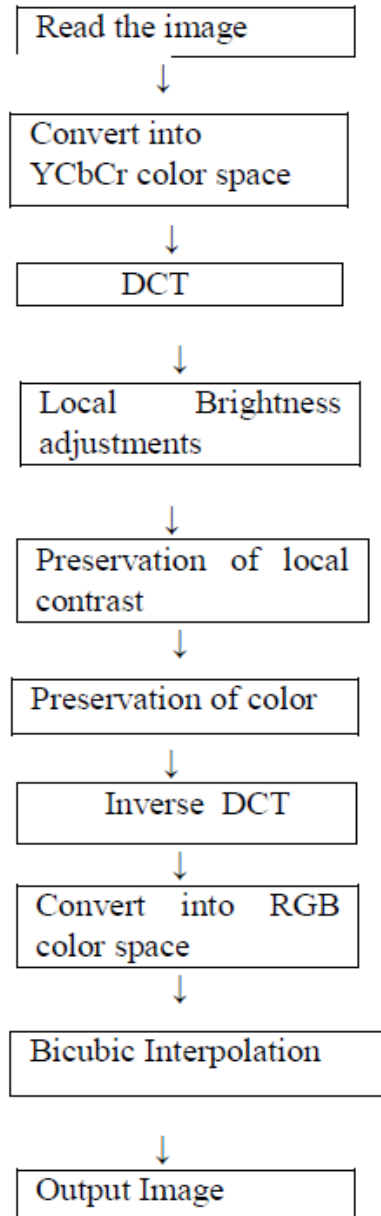 Read the image
↓
Convert into
YCbCr color space
↓
DCT
↓
Local Brightness
adjustments
↓
Preservation of local
contrast
↓
Preservation of color
↓
Inverse DCT
↓
Convert into RGB
color space
↓
Bicubic Interpolation
↓
Output Image